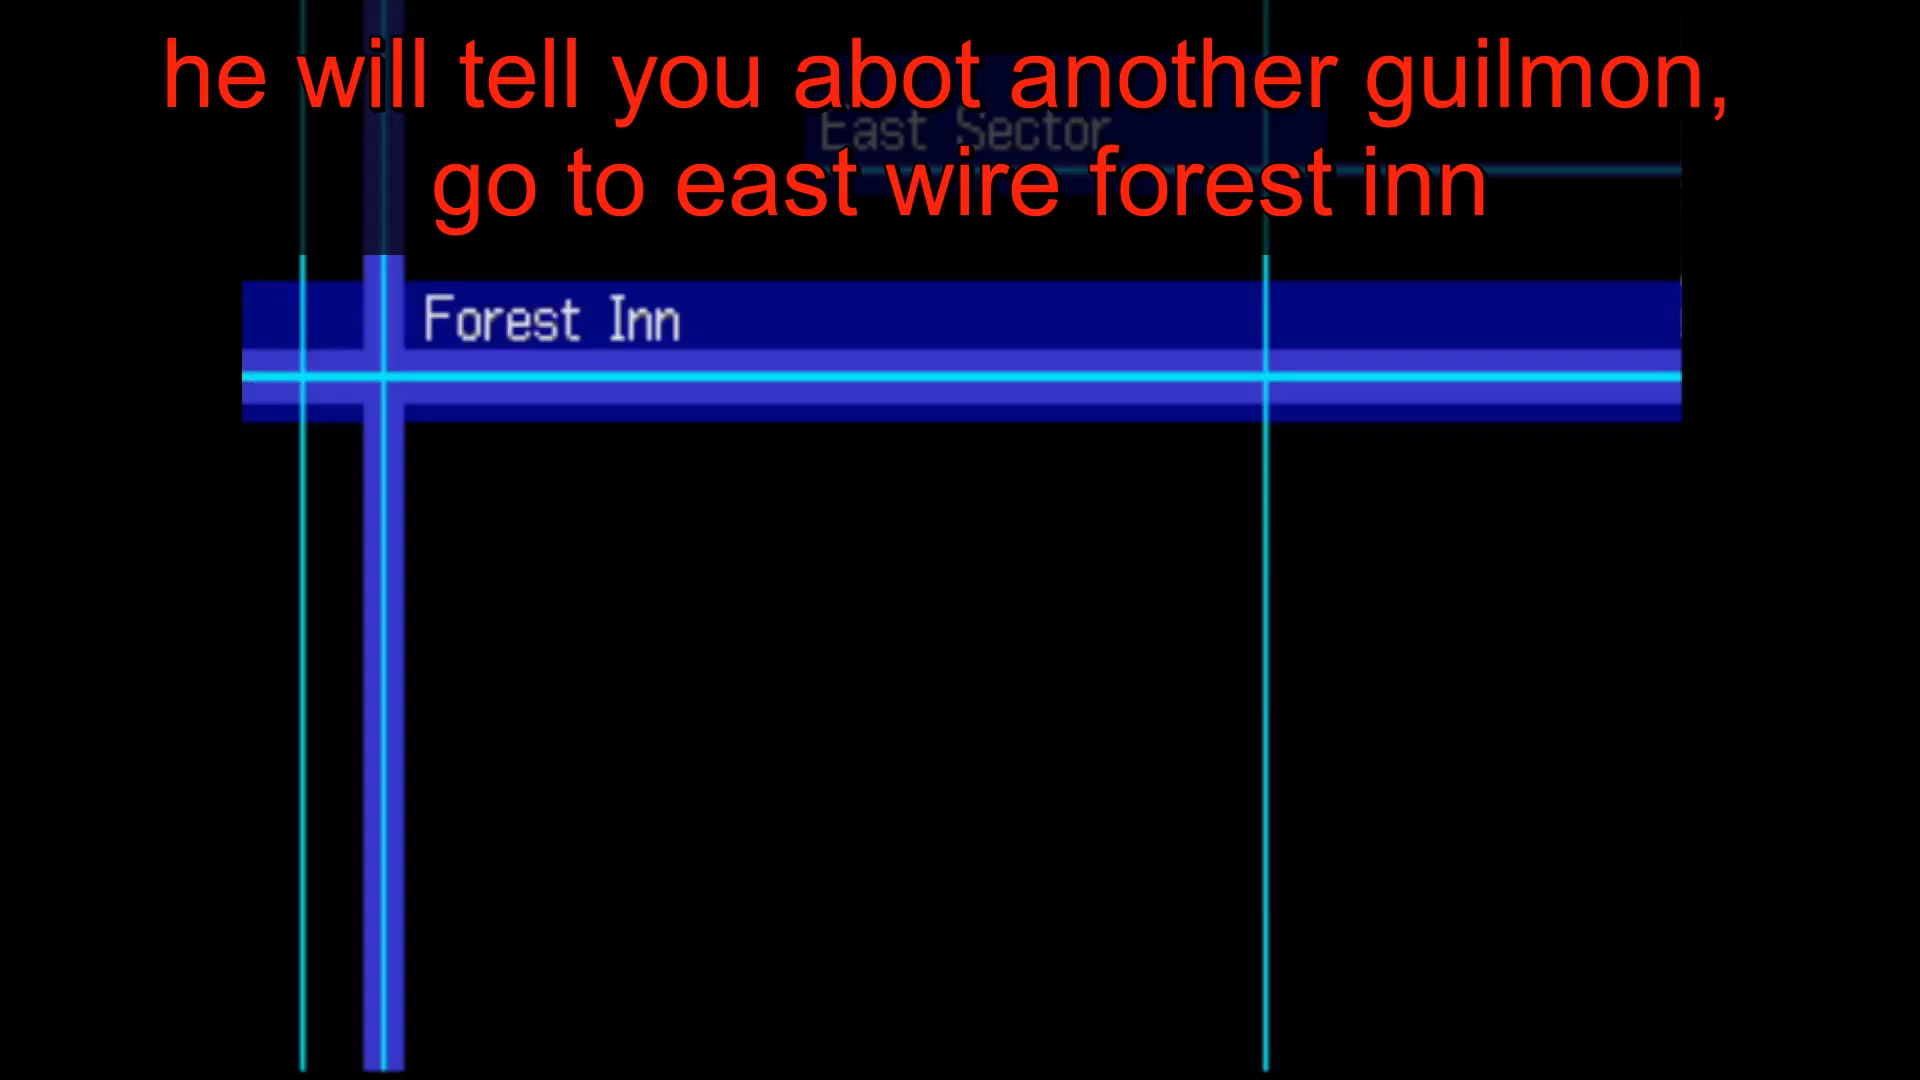 he will tell you abot another guilmon,
East Sector
go to east wire forest inn
Forest Inn